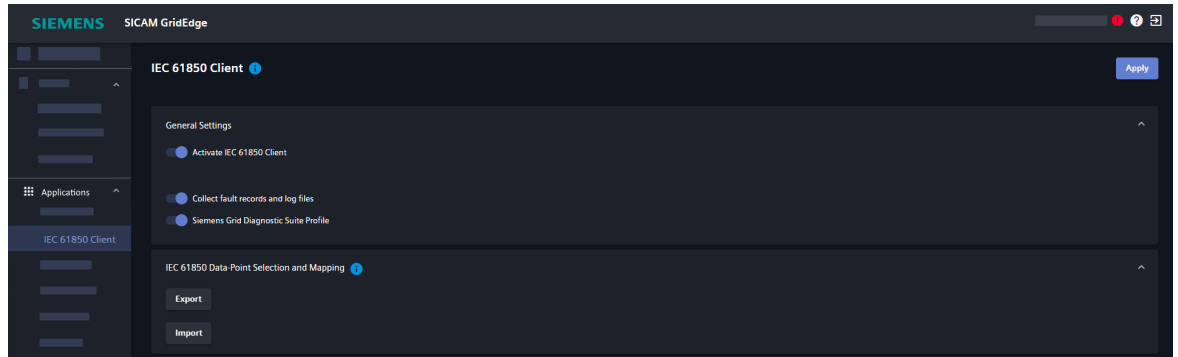 SIEMENS SICAM GridEdge
IEC 61850 Client
Apply
General Settings
Activate IEC 61850 Client
Collect fault records and log files
Siemens Grid Diagnostic Suite Profile
Applications
IEC 61850 Client
IEC 61850 Data-Point Selection and Mapping
Export
Import